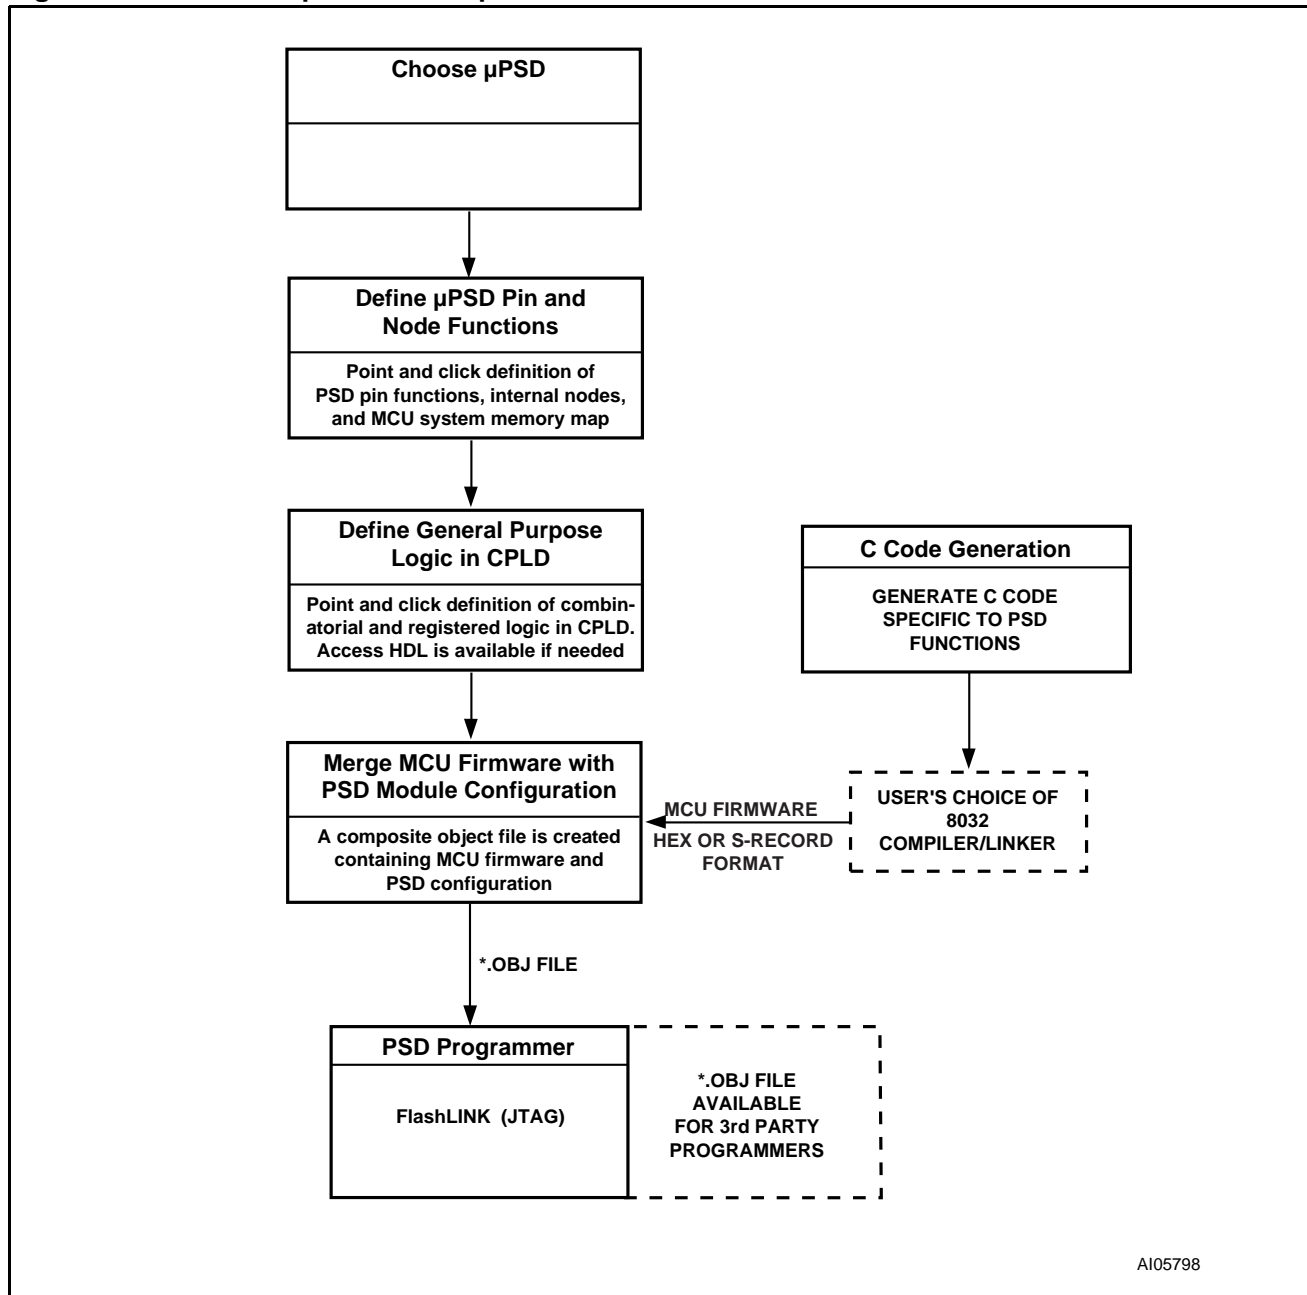 Choose µPSD
Define µPSD Pin and
Node Functions
Point and click definition of
PSD pin functions, internal nodes,
and MCU system memory map
Define General Purpose
Logic in CPLD
Point and click definition of combin-
atorial and registered logic in CPLD.
Access HDL is available if needed
C Code Generation
GENERATE C CODE
SPECIFIC TO PSD
FUNCTIONS
Merge MCU Firmware with
PSD Module Configuration
A composite object file is created
containing MCU firmware and
PSD configuration
MCU FIRMWARE
HEX OR S-RECORD
FORMAT
USER'S CHOICE OF
8032
COMPILER/LINKER
*.OBJ FILE
PSD Programmer
FlashLINK (JTAG)
*.OBJ FILE
AVAILABLE
FOR 3rd PARTY
PROGRAMMERS
AI05798